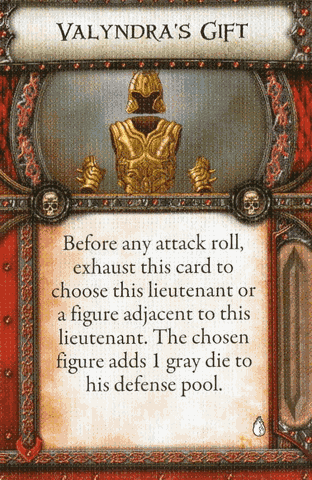 Valyndra's Gift
Before any attack roll,
exhaust this card to
choose this lieutenant or
a figure adjacent to this
lieutenant. The chosen
figure adds 1 gray die to
his defense pool.